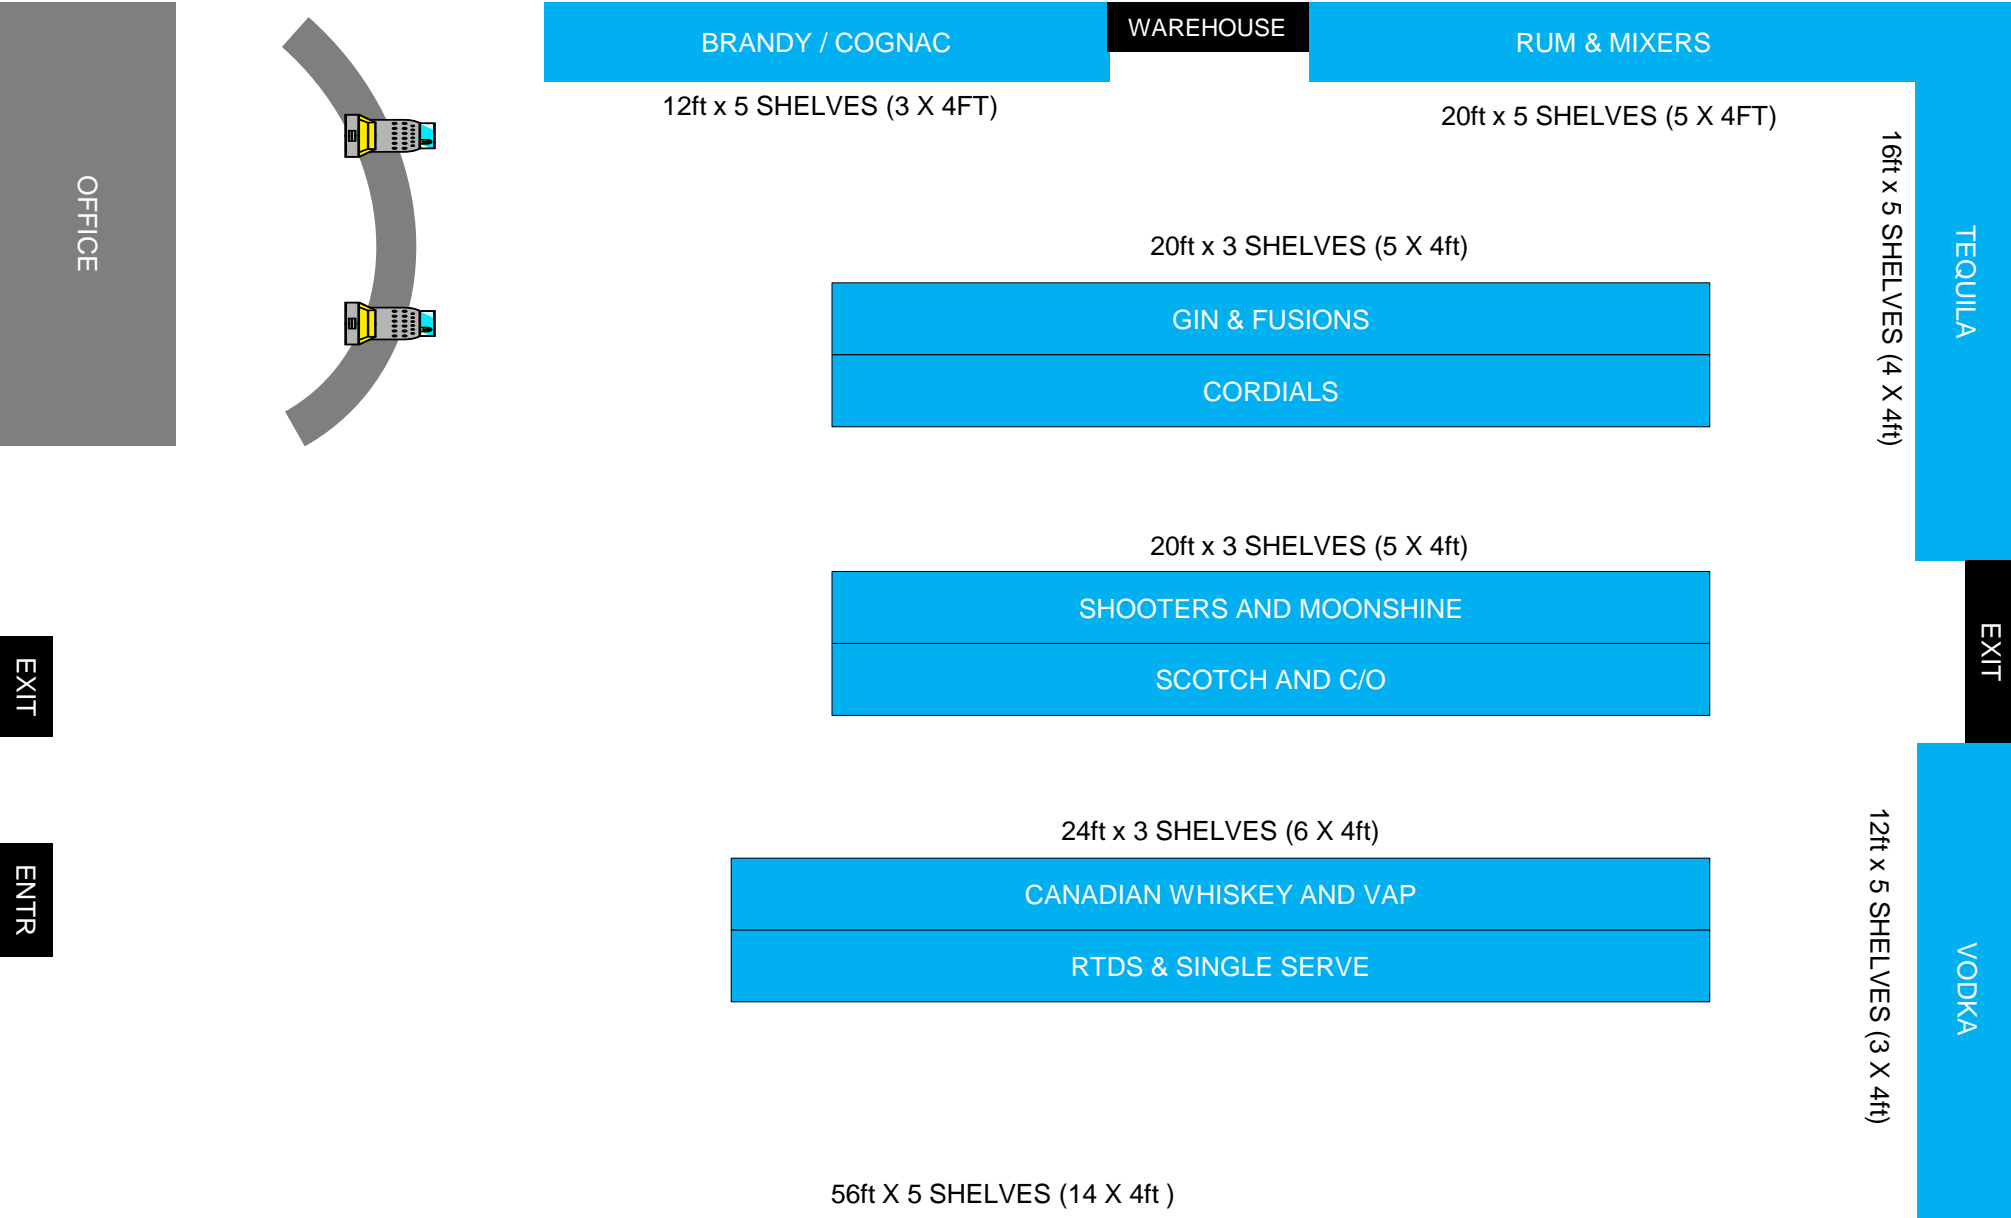 BRANDY / COGNAC
WAREHOUSE
RUM & MIXERS
12ft x 5 SHELVES (3 X 4FT)
20ft x 5 SHELVES (5 X 4FT)
OFFICE
16ft x 5 SHELVES (4 X 4ft)
TEQUILA
20ft x 3 SHELVES (5 X 4ft)
GIN & FUSIONS
CORDIALS
20ft x 3 SHELVES (5 X 4ft)
SHOOTERS AND MOONSHINE
SCOTCH AND C/O
EXIT
EXIT
24ft x 3 SHELVES (6 X 4ft)
CANADIAN WHISKEY AND VAP
RTDS & SINGLE SERVE
ENTR
12ft x 5 SHELVES (3 X 4ft)
VODKA
56ft X 5 SHELVES (14 X 4ft )